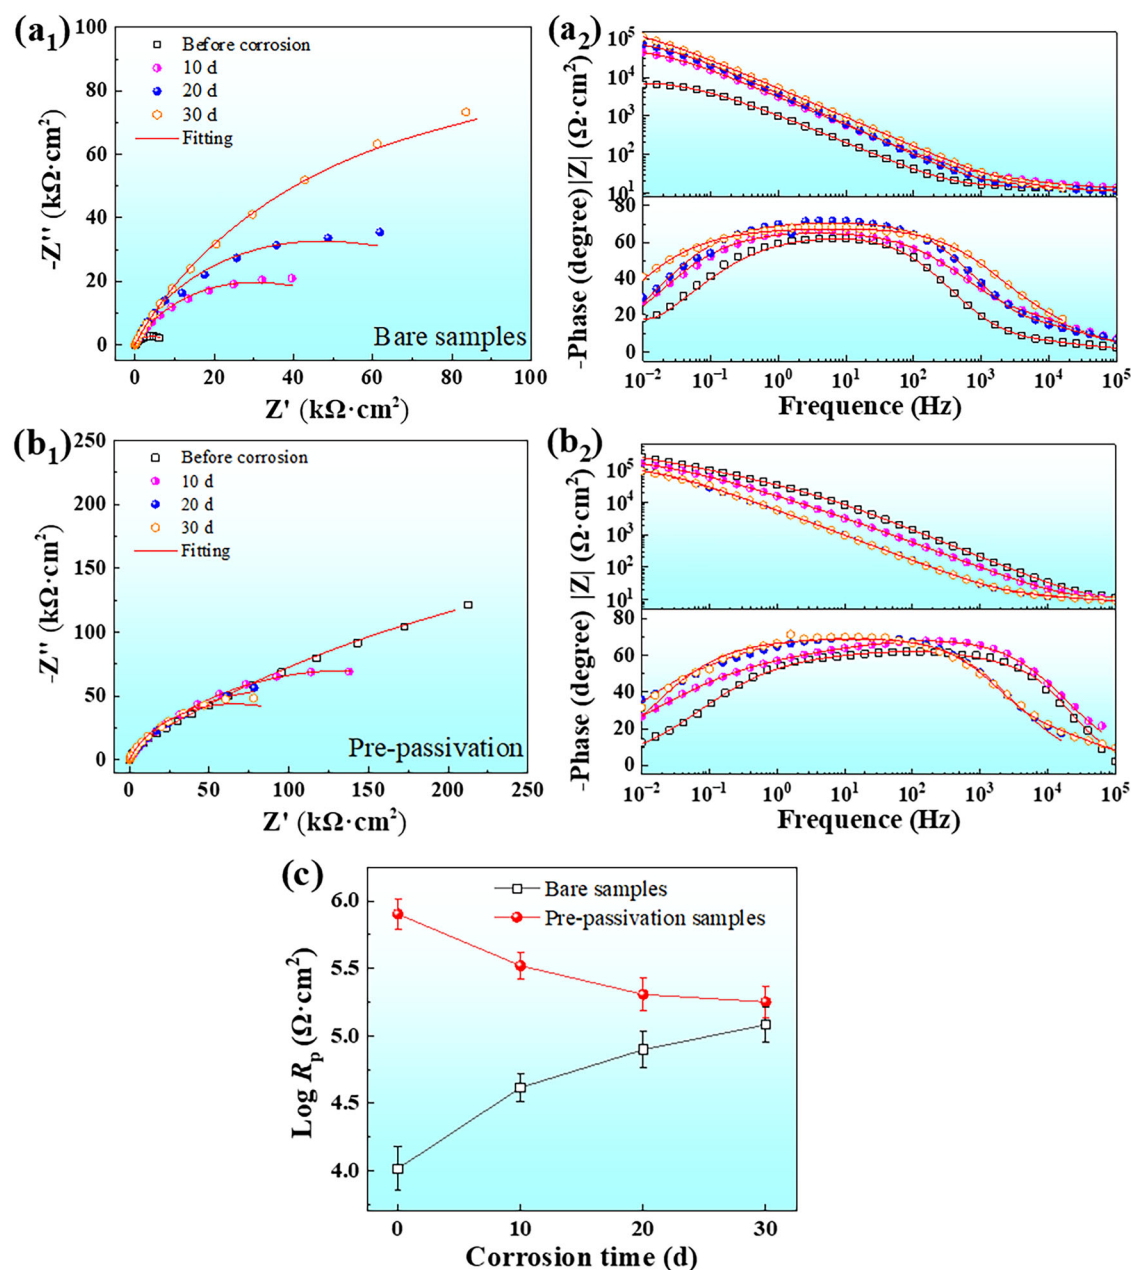 (a₁)
100
80
60
40
20
0
-Z'' (kΩ·cm²)
Before corrosion
10 d
20 d
30 d
Fitting
Bare samples
0 20 40 60 80 100
Z' (kΩ·cm²)
(a₂)
10⁵
10⁴
10³
10²
10¹
|Z| (Ω·cm²)
80
60
40
20
0
-Phase (degree)
10⁻² 10⁻¹ 10⁰ 10¹ 10² 10³ 10⁴ 10⁵
Frequence (Hz)
(b₁)
250
200
150
100
50
0
-Z'' (kΩ·cm²)
Before corrosion
10 d
20 d
30 d
Fitting
Pre-passivation
0 50 100 150 200 250
Z' (kΩ·cm²)
(b₂)
10⁵
10⁴
10³
10²
10¹
|Z| (Ω·cm²)
80
60
40
20
0
-Phase (degree)
10⁻² 10⁻¹ 10⁰ 10¹ 10² 10³ 10⁴ 10⁵
Frequence (Hz)
(c)
6.0
5.5
5.0
4.5
4.0
Log Rₚ (Ω·cm²)
Bare samples
Pre-passivation samples
0 10 20 30
Corrosion time (d)